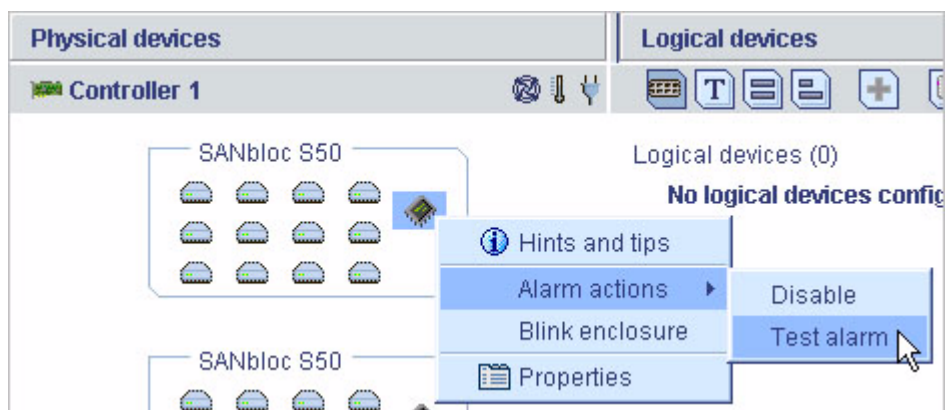 Physical devices
Logical devices
Controller 1
T
SANbloc S50
Logical devices (0)
No logical devices
Hints and tips
Alarm actions
Disable
Blink enclosure
Test alarm
SANbloc S50
Properties